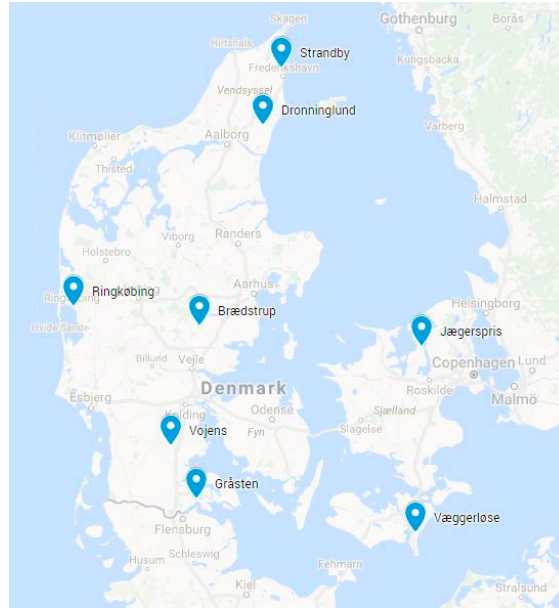 Skagen
Gothenburg
Borås
Hirtshals
Strandby
Kungsbacka
Frederikshavn
Vendsyssel
Dronninglund
Varberg
Klitmøller
Aalborg
Thisted
Halmstad
Viborg
Randers
Holstebro
Ringkøbing
Aarhus
Helsingborg
Brædstrup
Hvide Sande
Jægerspris
Billund
Vejle
Copenhagen
Lund
Roskilde
Denmark
Malmö
Esbjerg
Kolding
Odense
Sjælland
Vojens
Fyn
Slagelse
Gråsten
Væggerløse
Flensburg
Schleswig
Husum
Fehmarn
Kiel
Stralsund